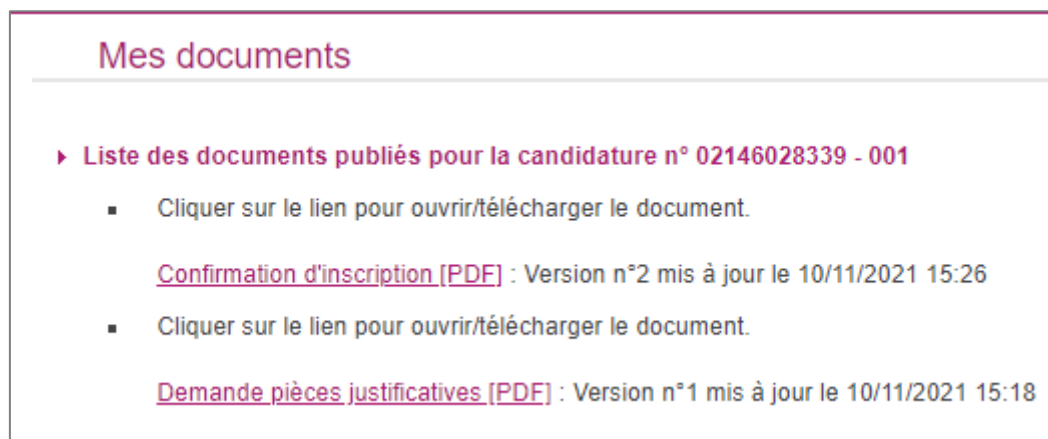 Mes documents
Liste des documents publiés pour la candidature n° 02146028339 - 001
Cliquer sur le lien pour ouvrir/télécharger le document.
Confirmation d'inscription [PDF] : Version n°2 mis à jour le 10/11/2021 15:26
Cliquer sur le lien pour ouvrir/télécharger le document.
Demande pièces justificatives [PDF] : Version n°1 mis à jour le 10/11/2021 15:18